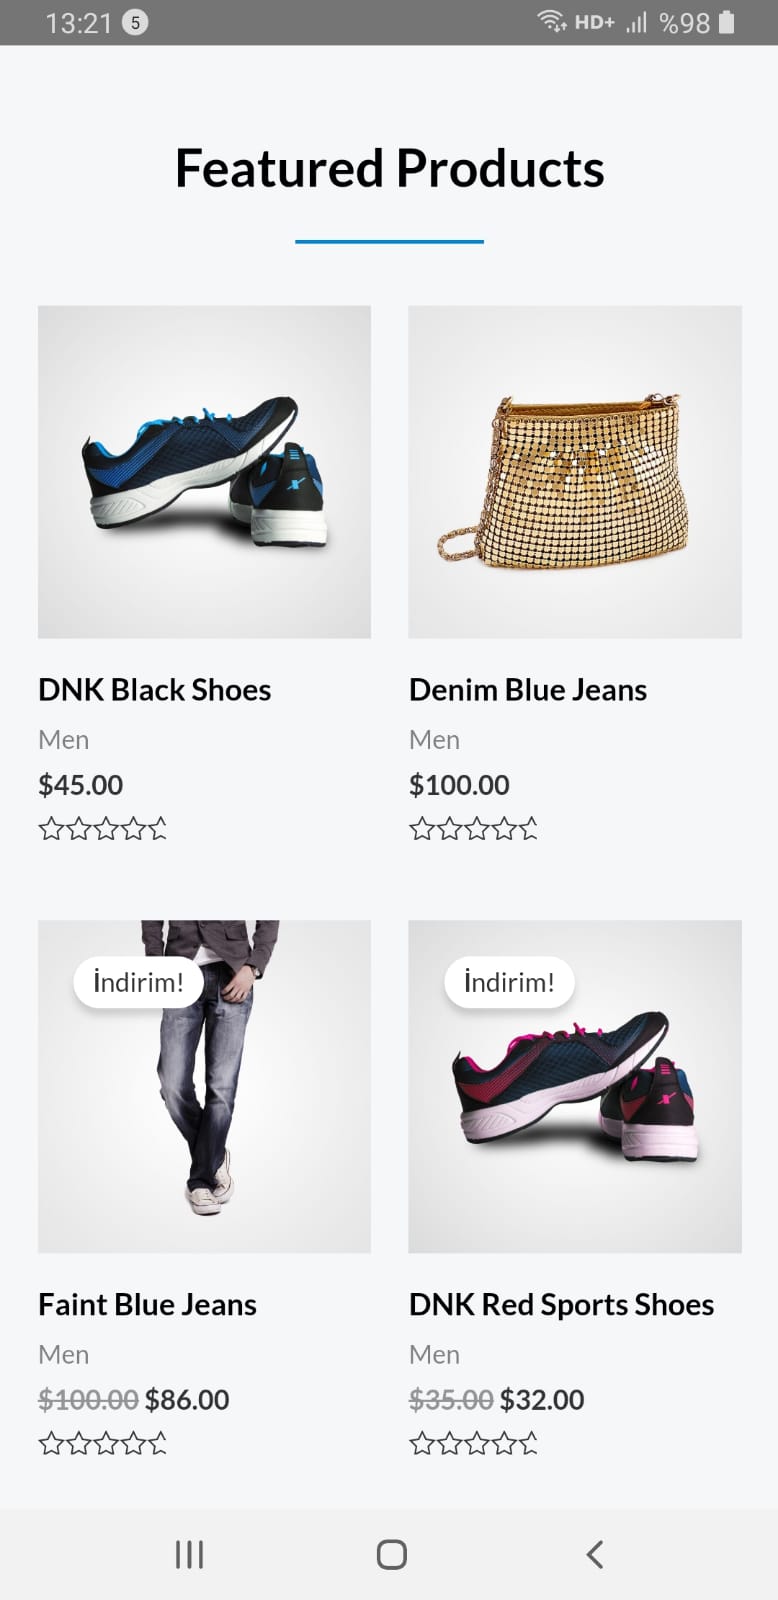 13:21 5 HD+ %98
Featured Products
DNK Black Shoes
Men
$45.00
Denim Blue Jeans
Men
$100.00
İndirim!
Faint Blue Jeans
Men
$100.00 $86.00
İndirim!
DNK Red Sports Shoes
Men
$35.00 $32.00